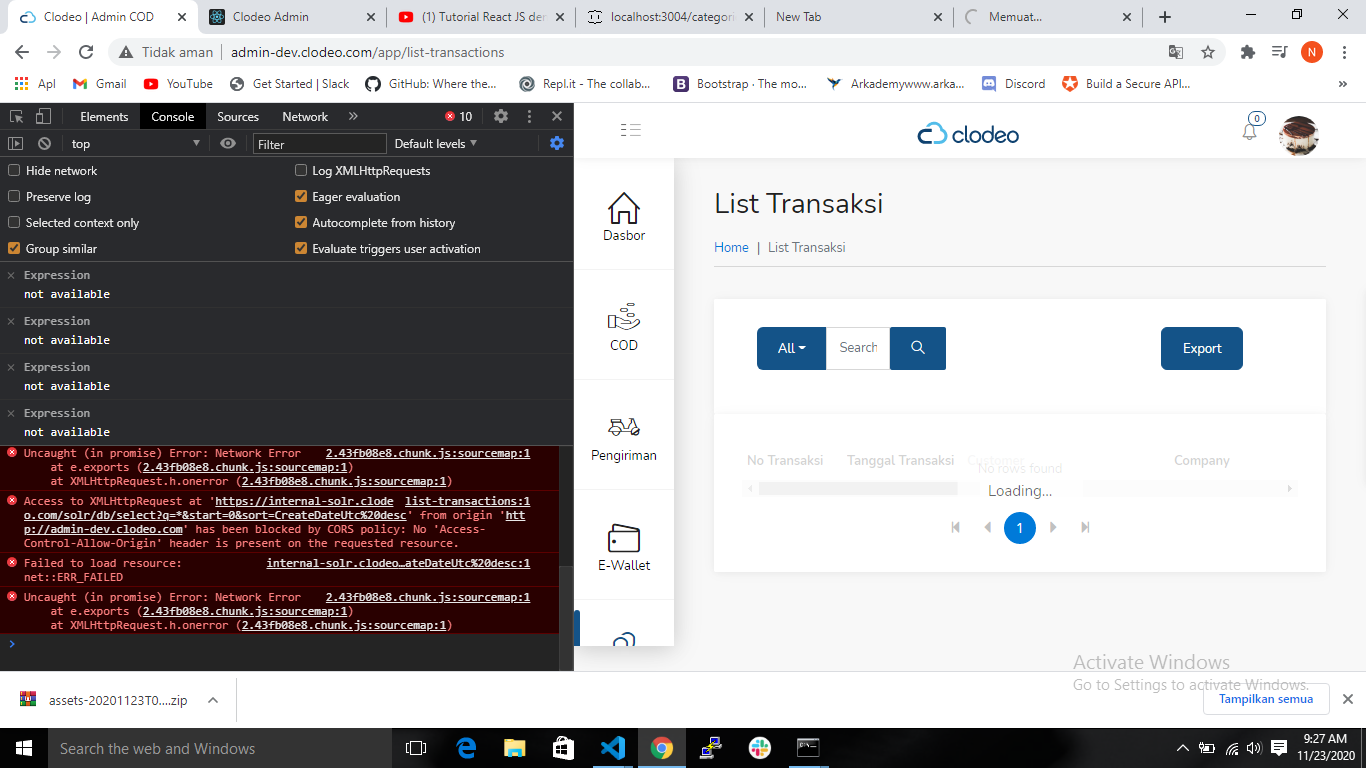 Clodeo | Admin COD
Clodeo Admin
(1) Tutorial React JS de
localhost:3004/categori
New Tab
Memuat...
Tidak aman | admin-dev.clodeo.com/app/list-transactions
N
Apl
Gmail
YouTube
Get Started | Slack
GitHub: Where the...
Repl.it - The collab...
Bootstrap · The mo...
Arkademywww.arka...
Discord
Build a Secure API...
»
Elements
Console
Sources
Network
»
10
top
Filter
Default levels
Hide network
Log XMLHttpRequests
Preserve log
Eager evaluation
Selected context only
Autocomplete from history
Group similar
Evaluate triggers user activation
Expression
not available
Expression
not available
Expression
not available
Expression
not available
Uncaught (in promise) Error: Network Error 2.43fb08e8.chunk.js:sourcemap:1
at e.exports (2.43fb08e8.chunk.js:sourcemap:1)
at XMLHttpRequest.h.onerror (2.43fb08e8.chunk.js:sourcemap:1)
Access to XMLHttpRequest at 'https://internal-solr.clode list-transactions:1
o.com/solr/db/select?q=*&start=0&sort=CreateDateUtc%20desc' from origin 'htt
p://admin-dev.clodeo.com' has been blocked by CORS policy: No 'Access-
Control-Allow-Origin' header is present on the requested resource.
Failed to load resource: internal-solr.clodeo…ateDateUtc%20desc:1
net::ERR_FAILED
Uncaught (in promise) Error: Network Error 2.43fb08e8.chunk.js:sourcemap:1
at e.exports (2.43fb08e8.chunk.js:sourcemap:1)
at XMLHttpRequest.h.onerror (2.43fb08e8.chunk.js:sourcemap:1)
clodeo
0
Dasbor
COD
Pengiriman
E-Wallet
List Transaksi
Home | List Transaksi
All
Search
Export
No Transaksi
Tanggal Transaksi
Customer
Company
No rows found
Loading...
1
Activate Windows
Go to Settings to activate Windows.
assets-20201123T0....zip
Tampilkan semua
Search the web and Windows
9:27 AM
11/23/2020